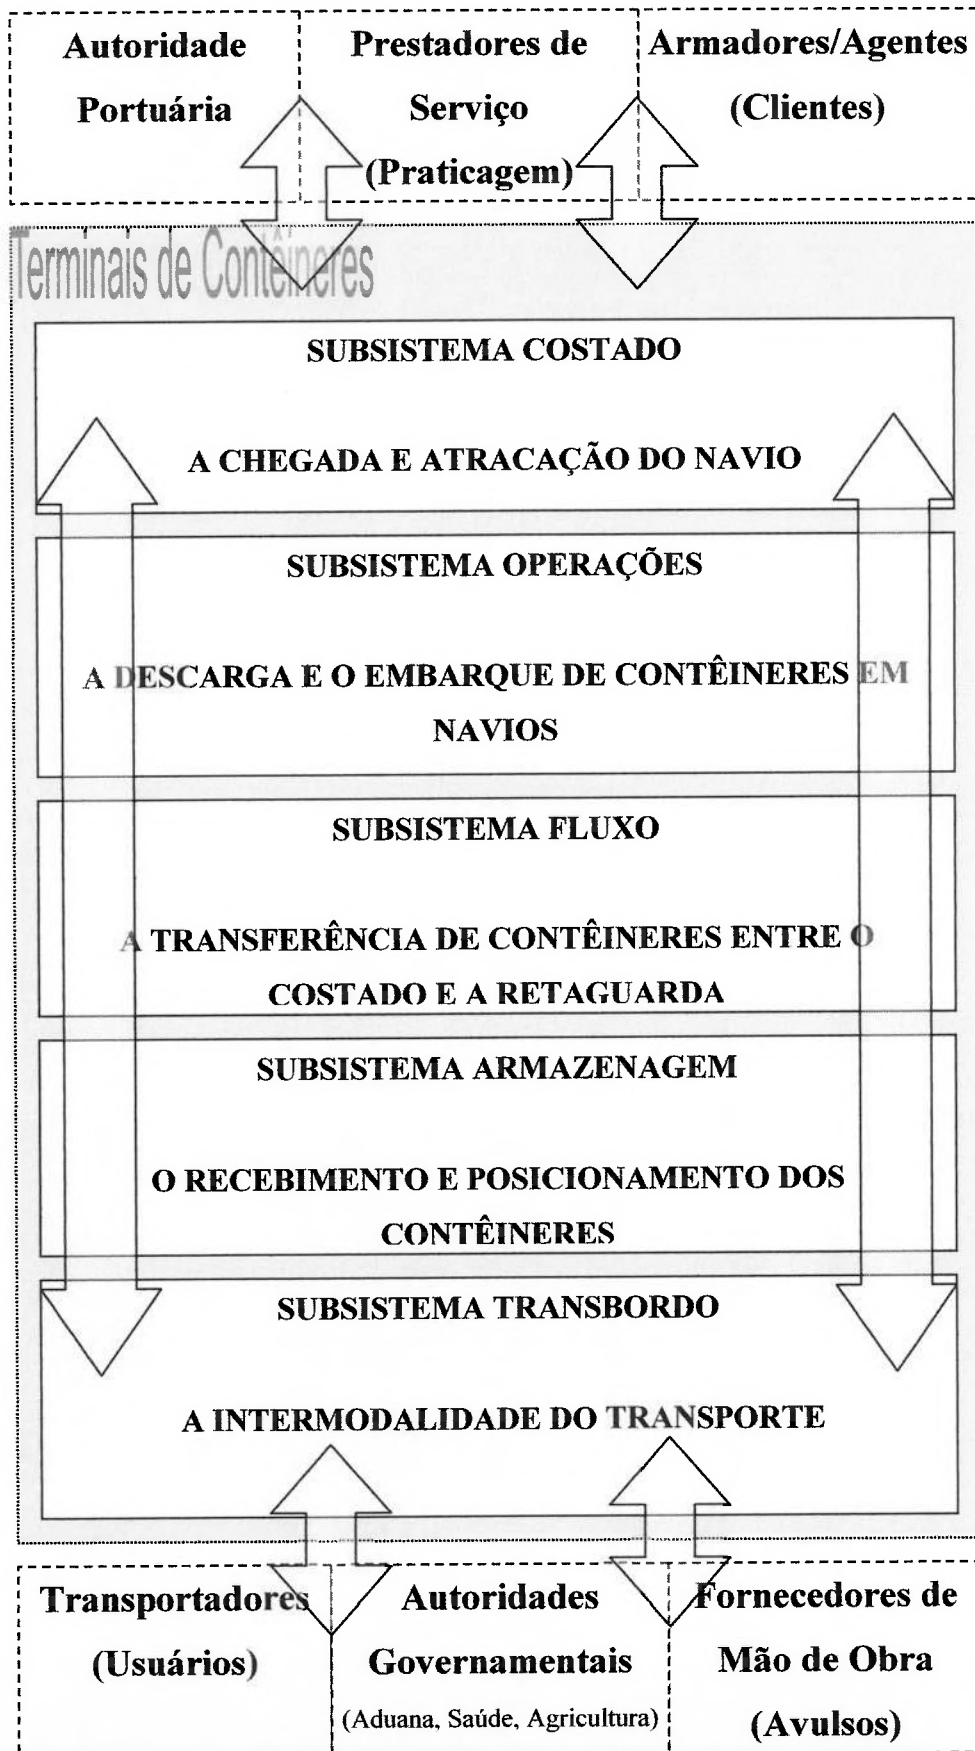 Autoridade
Portuária
Prestadores de
Serviço
(Praticagem)
Armadores/Agentes
(Clientes)
Terminais de Contêineres
SUBSISTEMA COSTADO
A CHEGADA E ATRACAÇÃO DO NAVIO
SUBSISTEMA OPERAÇÕES
A DESCARGA E O EMBARQUE DE CONTÊINERES EM
NAVIOS
SUBSISTEMA FLUXO
A TRANSFERÊNCIA DE CONTÊINERES ENTRE O
COSTADO E A RETAGUARDA
SUBSISTEMA ARMAZENAGEM
O RECEBIMENTO E POSICIONAMENTO DOS
CONTÊINERES
SUBSISTEMA TRANSBORDO
A INTERMODALIDADE DO TRANSPORTE
Transportadores
(Usuários)
Autoridades
Governamentais
(Aduana, Saúde, Agricultura)
Fornecedores de
Mão de Obra
(Avulsos)